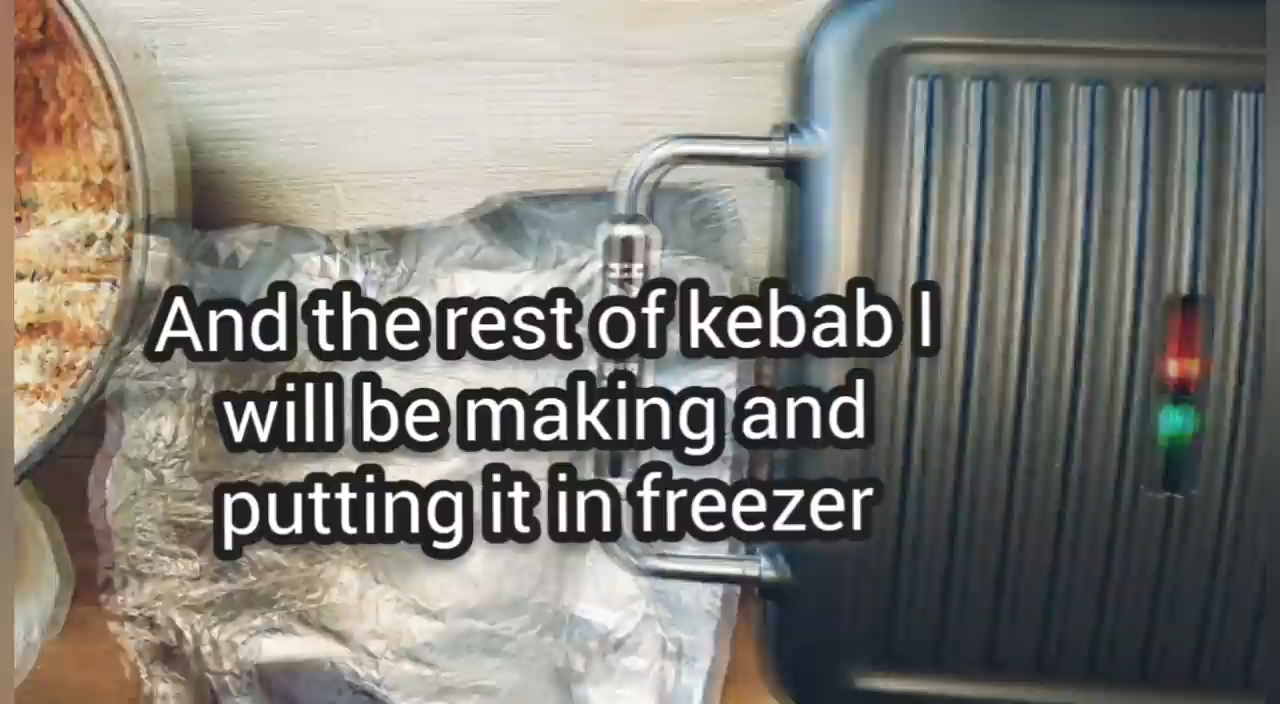 And the rest of kebab I
will be making and
putting it in freezer